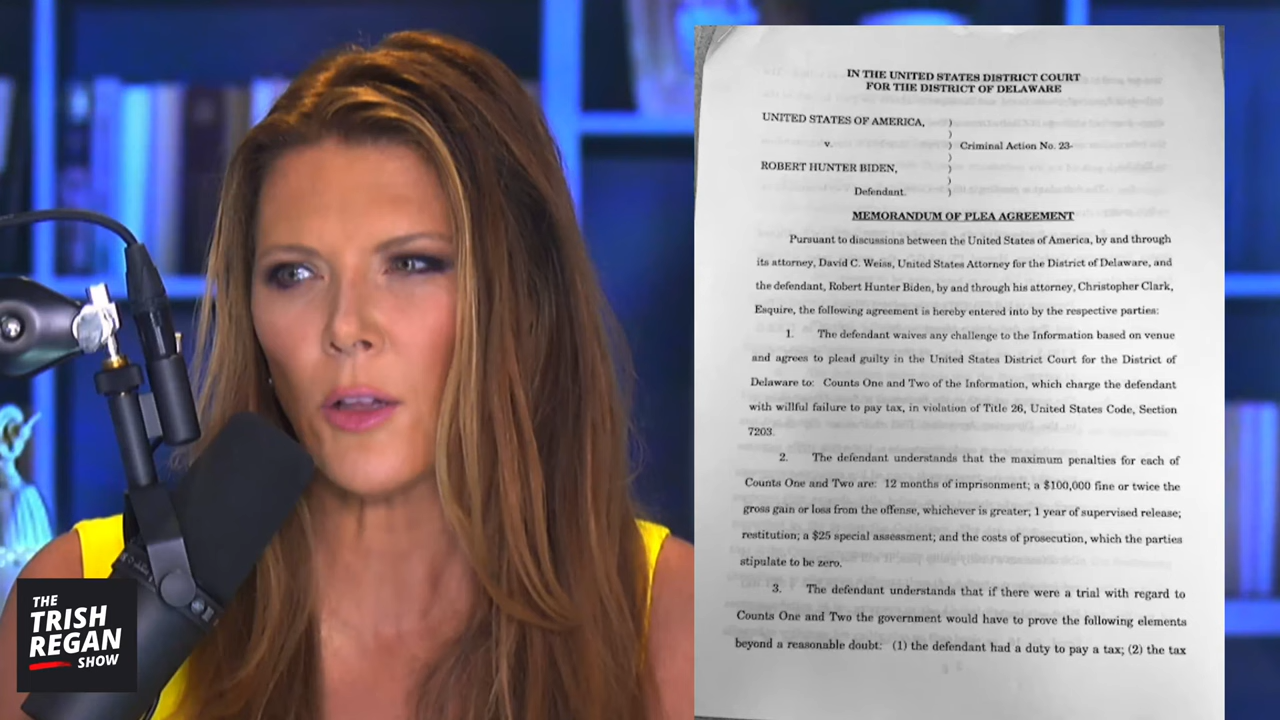 THE
TRISH
REGAN
SHOW
IN THE UNITED STATES DISTRICT COURT
FOR THE DISTRICT OF DELAWARE
UNITED STATES OF AMERICA, )
)
v. ) Criminal Action No. 23-
)
ROBERT HUNTER BIDEN, )
)
Defendant. )
MEMORANDUM OF PLEA AGREEMENT
Pursuant to discussions between the United States of America, by and through
its attorney, David C. Weiss, United States Attorney for the District of Delaware, and
the defendant, Robert Hunter Biden, by and through his attorney, Christopher Clark,
Esquire, the following agreement is hereby entered into by the respective parties:
1. The defendant waives any challenge to the Information based on venue
and agrees to plead guilty in the United States District Court for the District of
Delaware to: Counts One and Two of the Information, which charge the defendant
with willful failure to pay tax, in violation of Title 26, United States Code, Section
7203.
2. The defendant understands that the maximum penalties for each of
Counts One and Two are: 12 months of imprisonment; a $100,000 fine or twice the
gross gain or loss from the offense, whichever is greater; 1 year of supervised release;
restitution; a $25 special assessment; and the costs of prosecution, which the parties
stipulate to be zero.
3. The defendant understands that if there were a trial with regard to
Counts One and Two the government would have to prove the following elements
beyond a reasonable doubt: (1) the defendant had a duty to pay a tax; (2) the tax